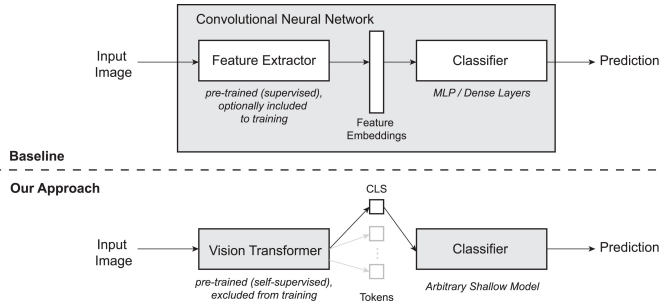 Convolutional Neural Network
Input
Image
Feature Extractor
Classifier
Prediction
pre-trained (supervised),
optionally included
to training
MLP / Dense Layers
Feature
Embeddings
Baseline
Our Approach
CLS
Input
Image
Vision Transformer
Classifier
Prediction
pre-trained (self-supervised),
excluded from training
Tokens
Arbitrary Shallow Model